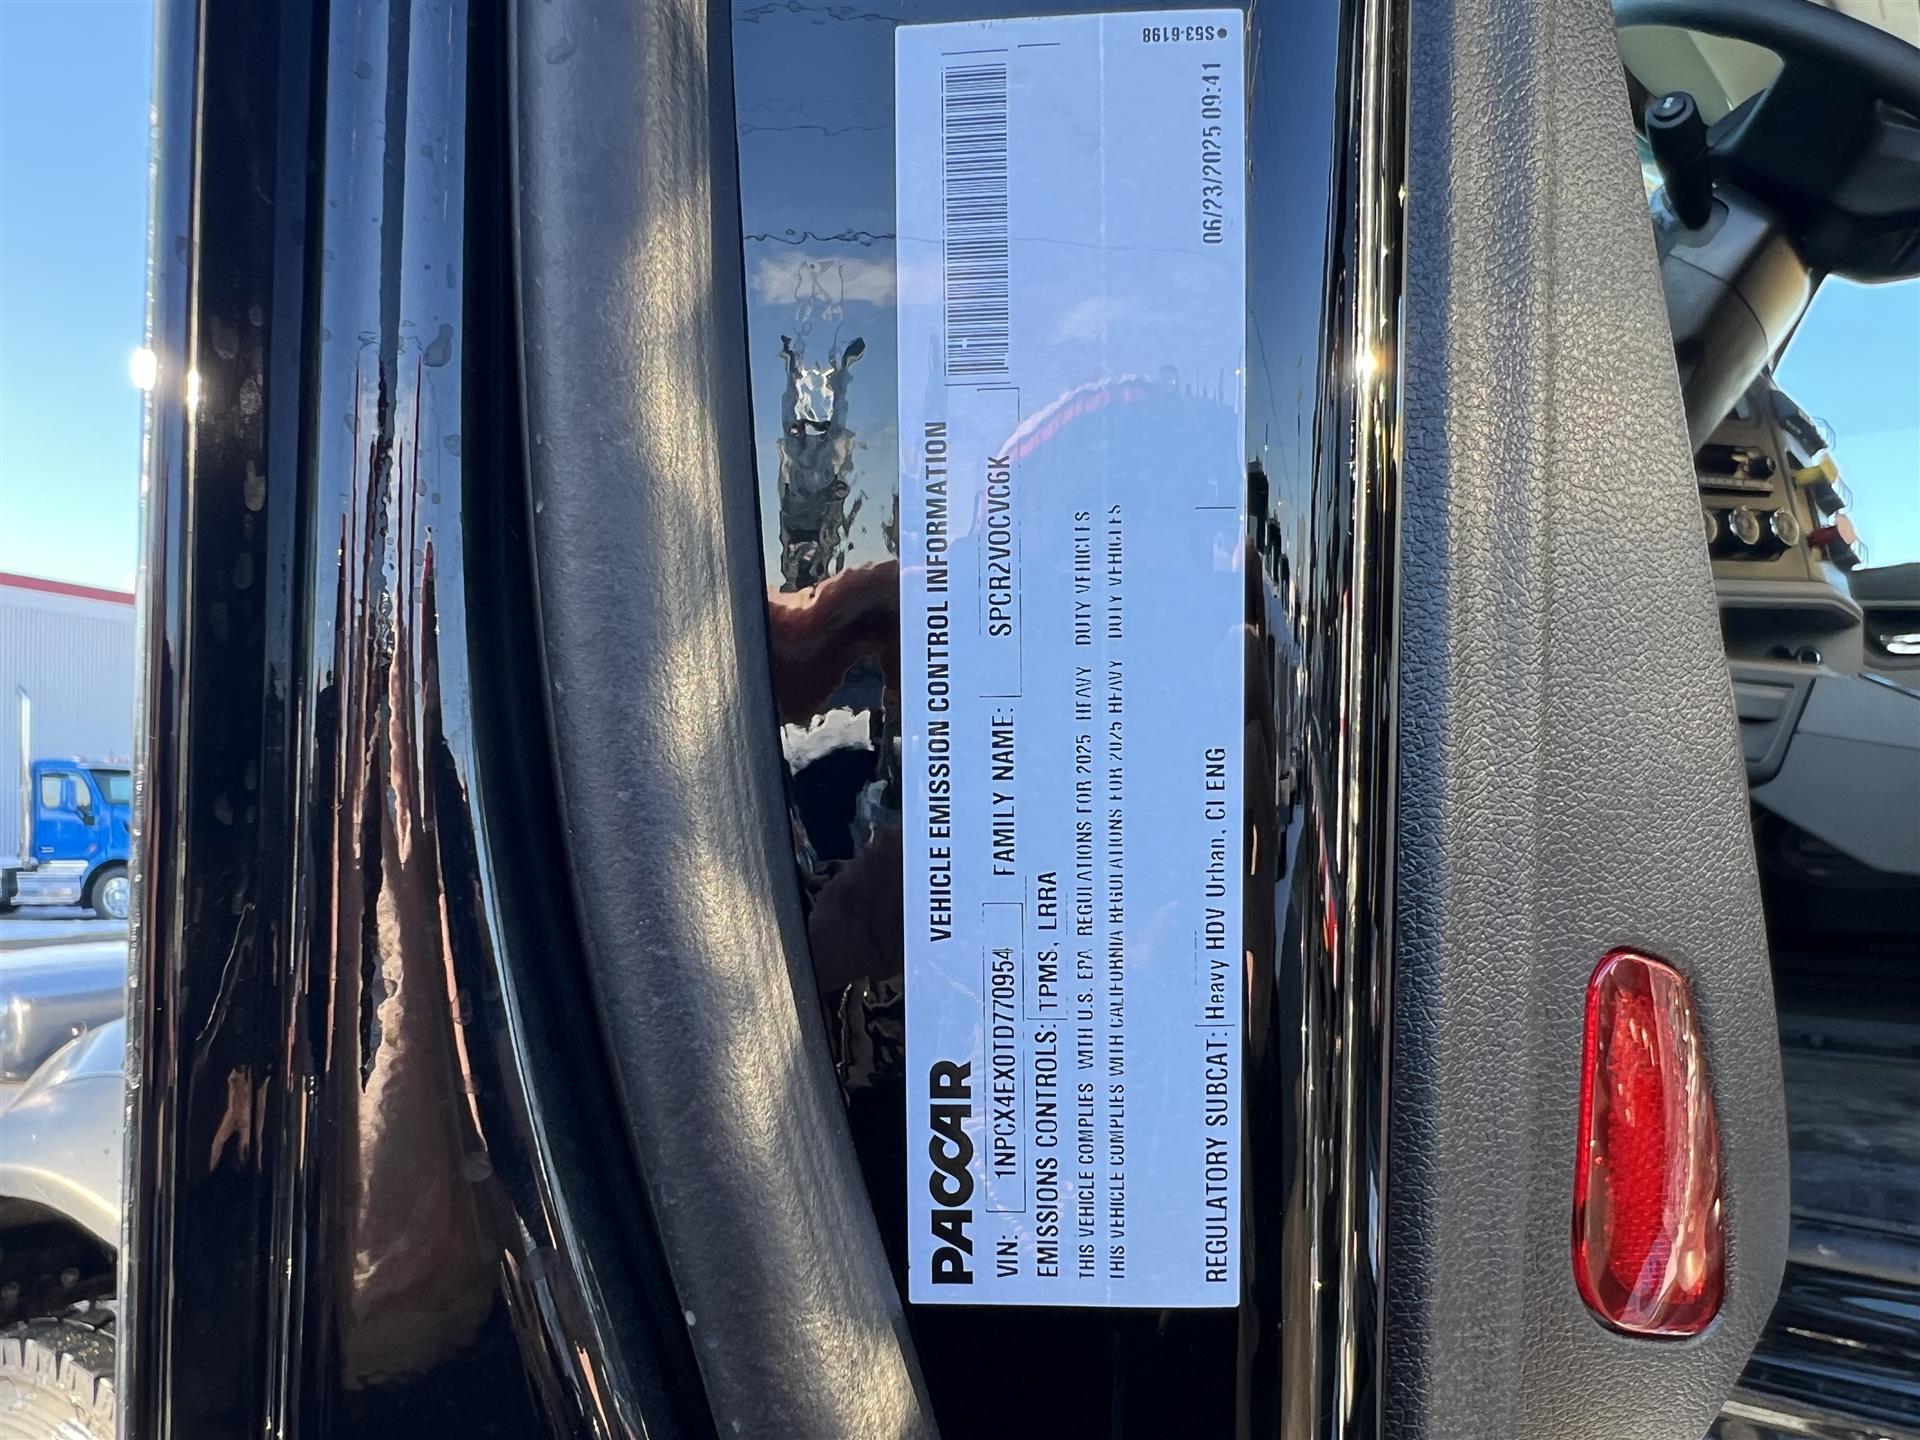 PACCAR
VEHICLE EMISSION CONTROL INFORMATION
VIN: 1NPCX4EX0TD770954 FAMILY NAME: SPCR2VOCVC6K
EMISSIONS CONTROLS: TPMS, LRRA
THIS VEHICLE COMPLIES WITH U.S. EPA REGULATIONS FOR 2025 HEAVY DUTY VEHICLES
THIS VEHICLE COMPLIES WITH CALIFORNIA REGULATIONS FOR 2025 HEAVY DUTY VEHICLES
REGULATORY SUBCAT: Heavy HDV Urban, CI ENG
06/23/2025 09:41
S53-6198